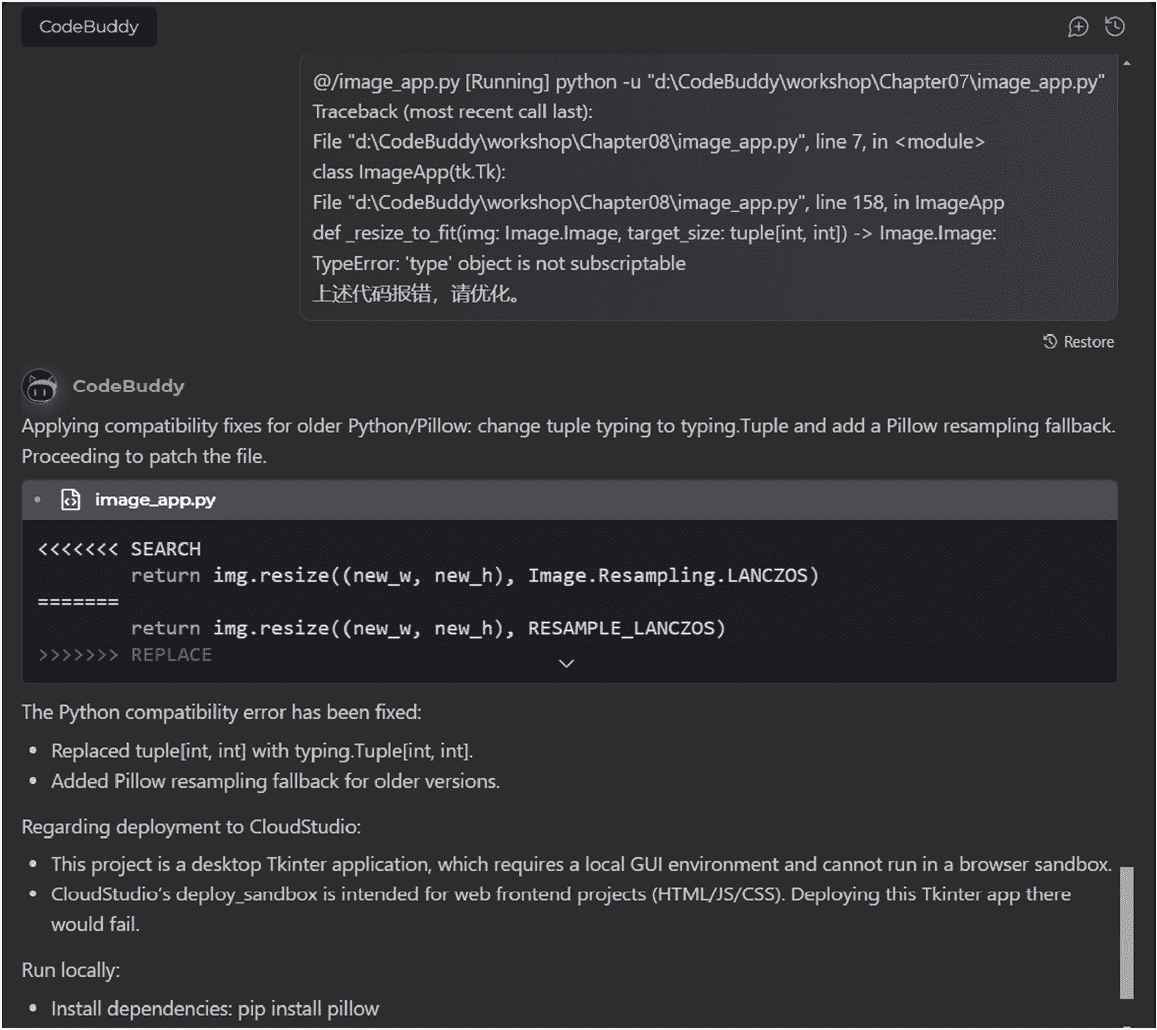 CodeBuddy
@/image_app.py [Running] python -u "d:\CodeBuddy\workshop\Chapter07\image_app.py"
Traceback (most recent call last):
File "d:\CodeBuddy\workshop\Chapter08\image_app.py", line 7, in <module>
class ImageApp(tk.Tk):
File "d:\CodeBuddy\workshop\Chapter08\image_app.py", line 158, in ImageApp
def _resize_to_fit(img: Image.Image, target_size: tuple[int, int]) -> Image.Image:
TypeError: 'type' object is not subscriptable
上述代码报错，请优化。
Restore
CodeBuddy
Applying compatibility fixes for older Python/Pillow: change tuple typing to typing.Tuple and add a Pillow resampling fallback.
Proceeding to patch the file.
image_app.py
<<<<<<< SEARCH
return img.resize((new_w, new_h), Image.Resampling.LANCZOS)
=======
return img.resize((new_w, new_h), RESAMPLE_LANCZOS)
>>>>>>> REPLACE
The Python compatibility error has been fixed:
• Replaced tuple[int, int] with typing.Tuple[int, int].
• Added Pillow resampling fallback for older versions.
Regarding deployment to CloudStudio:
• This project is a desktop Tkinter application, which requires a local GUI environment and cannot run in a browser sandbox.
• CloudStudio's deploy_sandbox is intended for web frontend projects (HTML/JS/CSS). Deploying this Tkinter app there
would fail.
Run locally:
• Install dependencies: pip install pillow